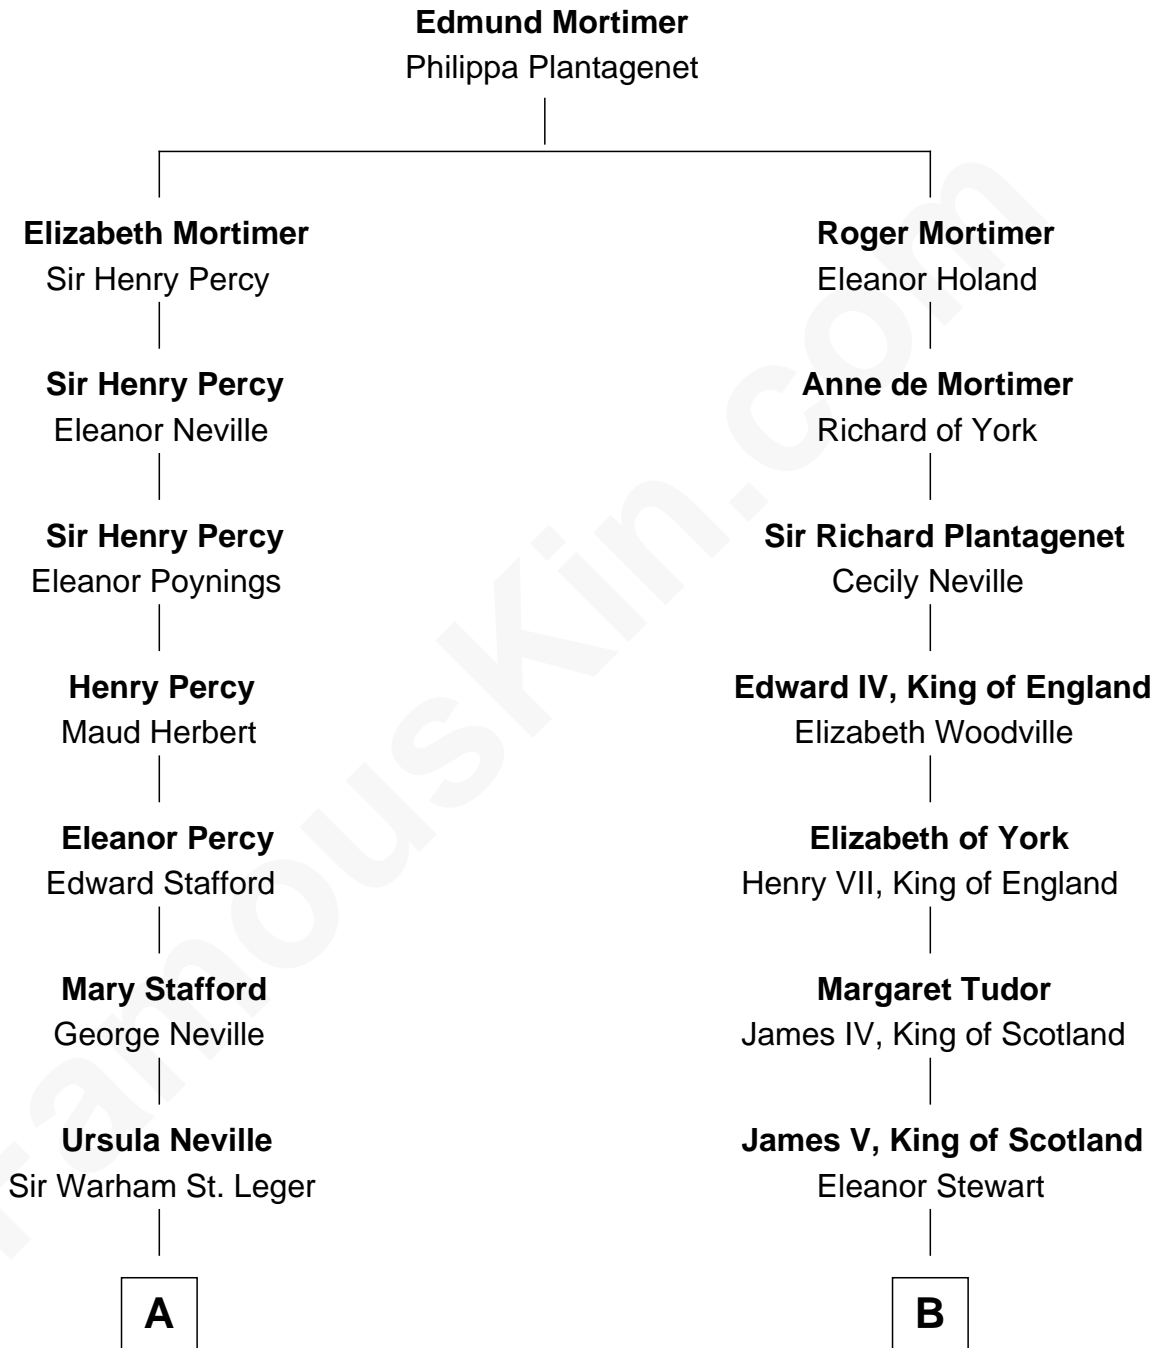 Edmund Mortimer
Philippa Plantagenet
Elizabeth Mortimer
Sir Henry Percy
Roger Mortimer
Eleanor Holand
Sir Henry Percy
Eleanor Neville
Anne de Mortimer
Richard of York
Sir Henry Percy
Eleanor Poynings
Sir Richard Plantagenet
Cecily Neville
Henry Percy
Maud Herbert
Edward IV, King of England
Elizabeth Woodville
Eleanor Percy
Edward Stafford
Elizabeth of York
Henry VII, King of England
Mary Stafford
George Neville
Margaret Tudor
James IV, King of Scotland
Ursula Neville
Sir Warham St. Leger
James V, King of Scotland
Eleanor Stewart
A
B
famouskin.com